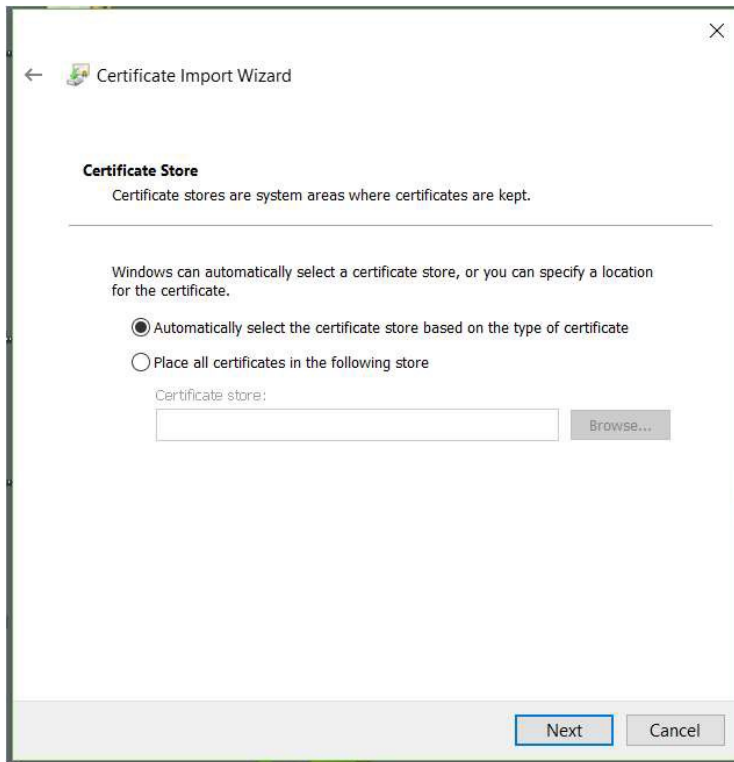 Certificate Import Wizard
Certificate Store
Certificate stores are system areas where certificates are kept.
Windows can automatically select a certificate store, or you can specify a location
for the certificate.
Automatically select the certificate store based on the type of certificate
Place all certificates in the following store
Certificate store:
Browse...
Next
Cancel